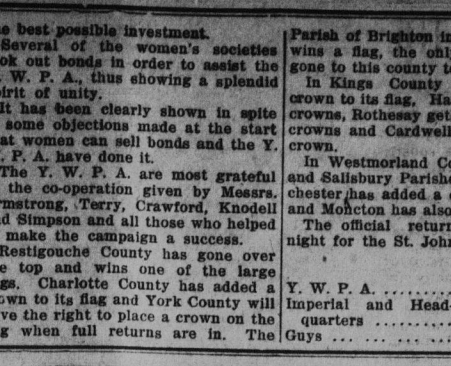 e best possible investment.
Several of the women's societies
ok out bonds in order to assist the
. W. P. A., thus showing a splendid
pirit of unity.
It has been clearly shown in spite
some objections made at the start
at women can sell bonds and the Y.
. P. A. have done it.
The Y. W. P. A. are most grateful
the co-operation given by Messrs.
rmstrong, Terry, Crawford, Knodell
nd Simpson and all those who helped
make the campaign a success.
Restigouche County has gone over
e top and wins one of the large
gs. Charlotte County has added a
own to its flag and York County will
ve the right to place a crown on the
g when full returns are in. The
Parish of Brighton in
wins a flag, the onl
gone to this county t
In Kings County
crown to its flag, Ha
crowns, Rothesay get
crowns and Cardwell
crown.
In Westmorland Co
and Salisbury Parishe
chester has added a
and Moncton has also
The official return
night for the St. John
Y. W. P. A. ..........
Imperial and Head-
quarters ..........
Guys ... ... ... ...